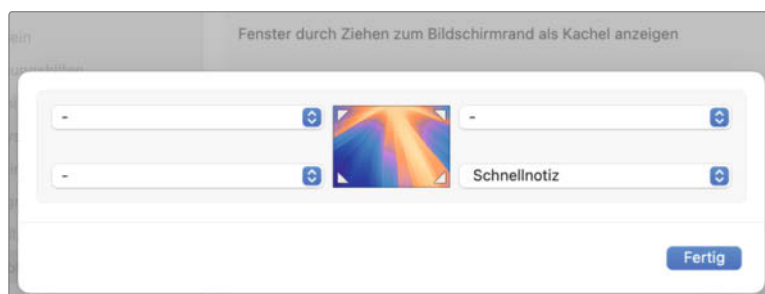 Fenster durch Ziehen zum Bildschirmrand als Kachel anzeigen
- -
- Schnellnotiz
Fertig